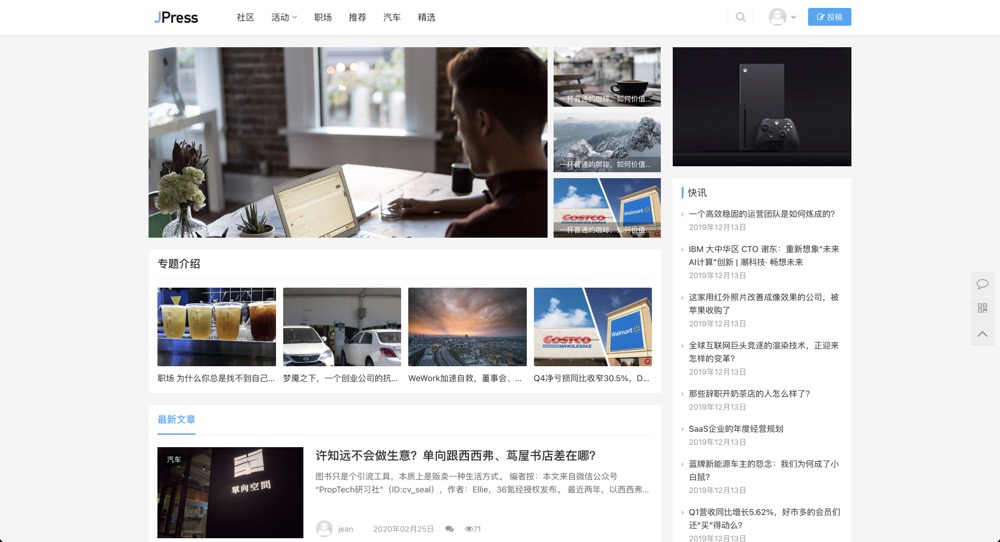 JPress
社区 活动 职场 推荐 汽车 精选
投稿
一杯普通的咖啡，如何价值...
一杯普通的咖啡，如何价值...
COSTCO
WHOLESALE
Walmart
一杯普通的咖啡，如何价值...
XBOX
专题介绍
COSTCO
WHOLESALE
Walmart
职场 为什么你总是找不到自己...
梦魇之下，一个创业公司的抗...
WeWork加速自救，董事会、...
Q4净亏损同比收窄30.5%，D...
最新文章
汽车
單向空間
许知远不会做生意？单向跟西西弗、茑屋书店差在哪？
图书只是个引流工具，本质上是贩卖一种生活方式。 编者按：本文来自微信公众号
“PropTech研习社”（ID:cv_seal），作者：Ellie，36氪经授权发布。 最近两年，以西西弗...
jean 2020年02月25日 71
快讯
一个高效稳固的运营团队是如何炼成的？
2019年12月13日
IBM 大中华区 CTO 谢东：重新想象“未来
AI计算”创新 | 潮科技· 畅想未来
2019年12月13日
这家用红外照片改善成像效果的公司，被
苹果收购了
2019年12月13日
全球互联网巨头竞逐的渲染技术，正迎来
怎样的变革？
2019年12月13日
那些辞职开奶茶店的人怎么样了？
2019年12月13日
SaaS企业的年度经营规划
2019年12月13日
蓝牌新能源车主的怨念：我们为何成了小
白鼠？
2019年12月13日
Q1营收同比增长5.62%，好市多的会员们
还“买”得动么？
2019年12月13日